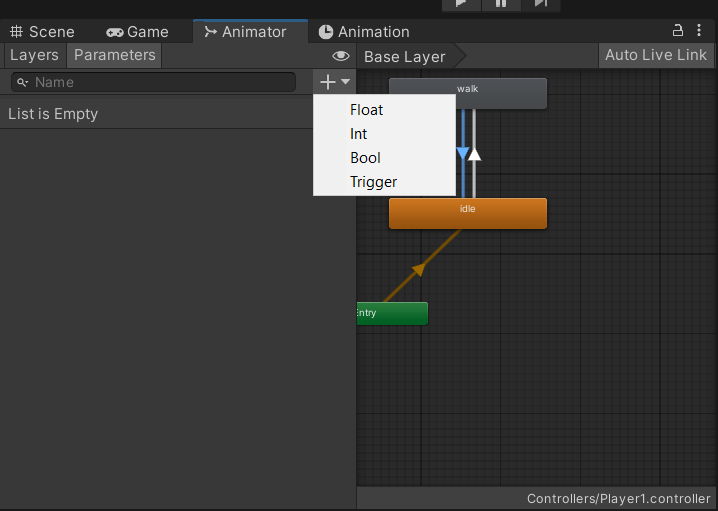 Scene Game Animator Animation
Layers Parameters Base Layer Auto Live Link
Name
walk
List is Empty
Float
Int
Bool
Trigger
idle
Entry
Controllers/Player1.controller